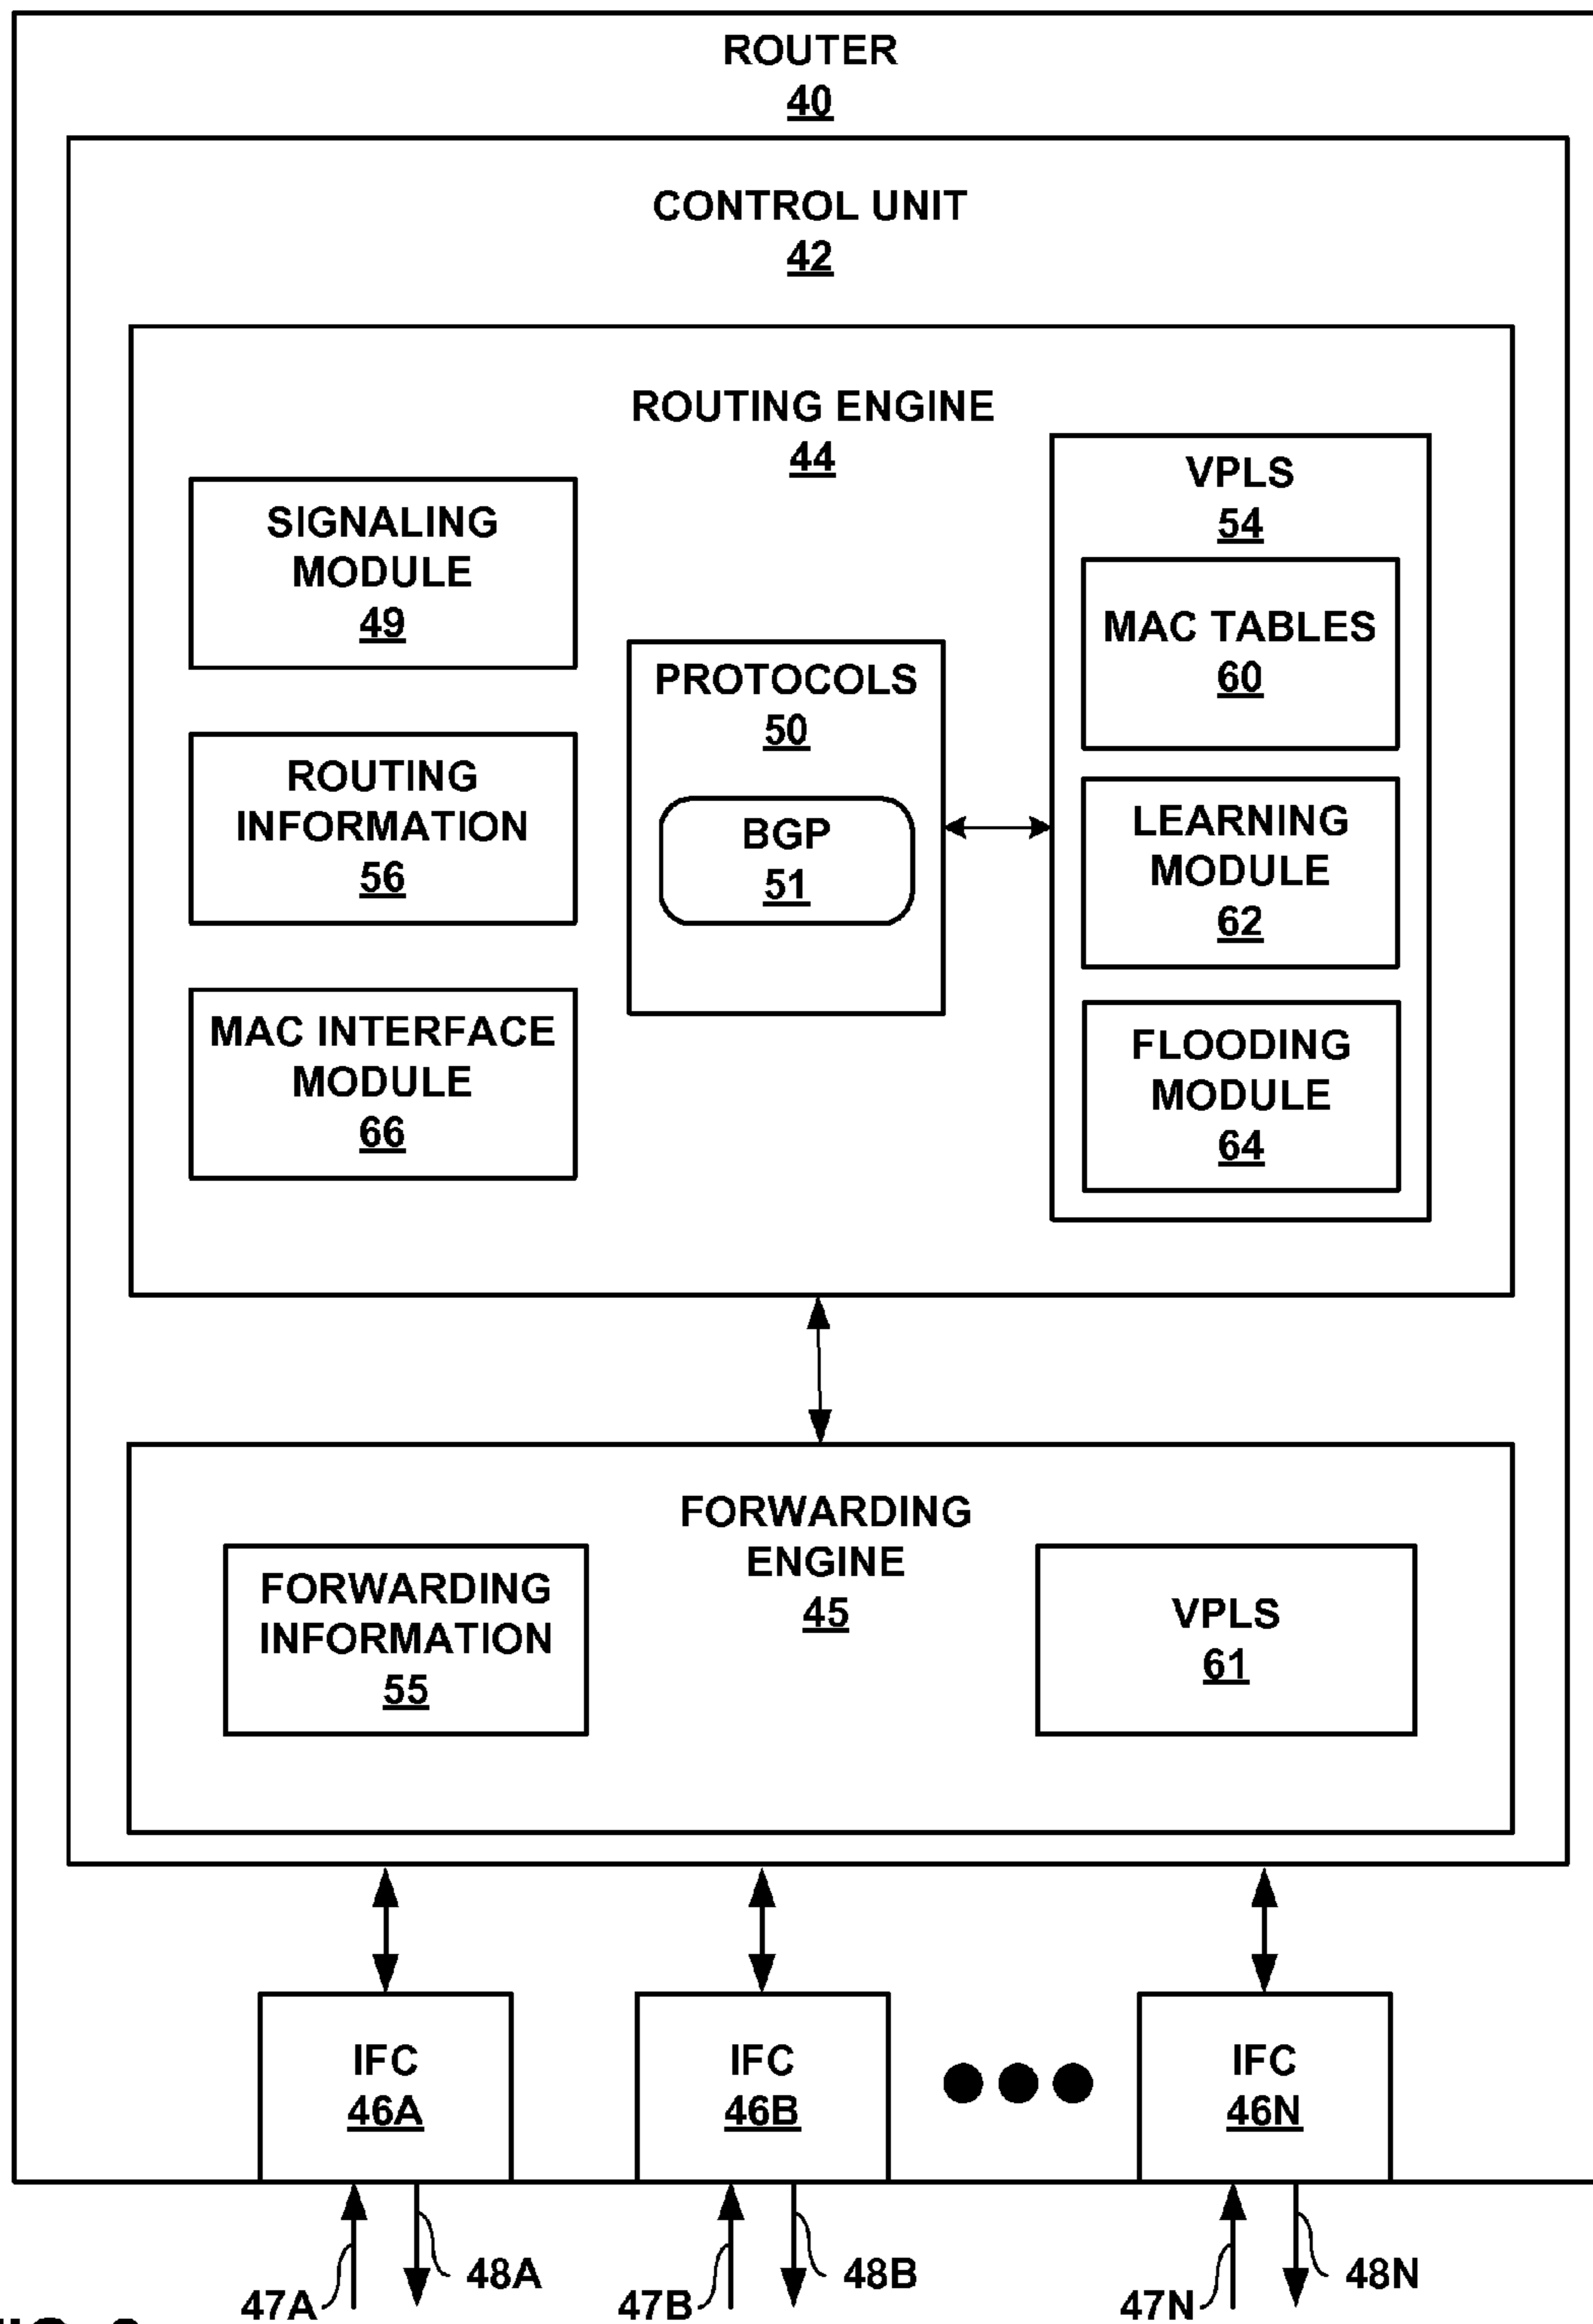 ROUTER
40
CONTROL UNIT
42
ROUTING ENGINE
44
SIGNALING
MODULE
49
ROUTING
INFORMATION
56
MAC INTERFACE
MODULE
66
PROTOCOLS
50
BGP
51
VPLS
54
MAC TABLES
60
LEARNING
MODULE
62
FLOODING
MODULE
64
FORWARDING
ENGINE
45
FORWARDING
INFORMATION
55
VPLS
61
IFC
46A
IFC
46B
IFC
46N
47A
48A
47B
48B
47N
48N